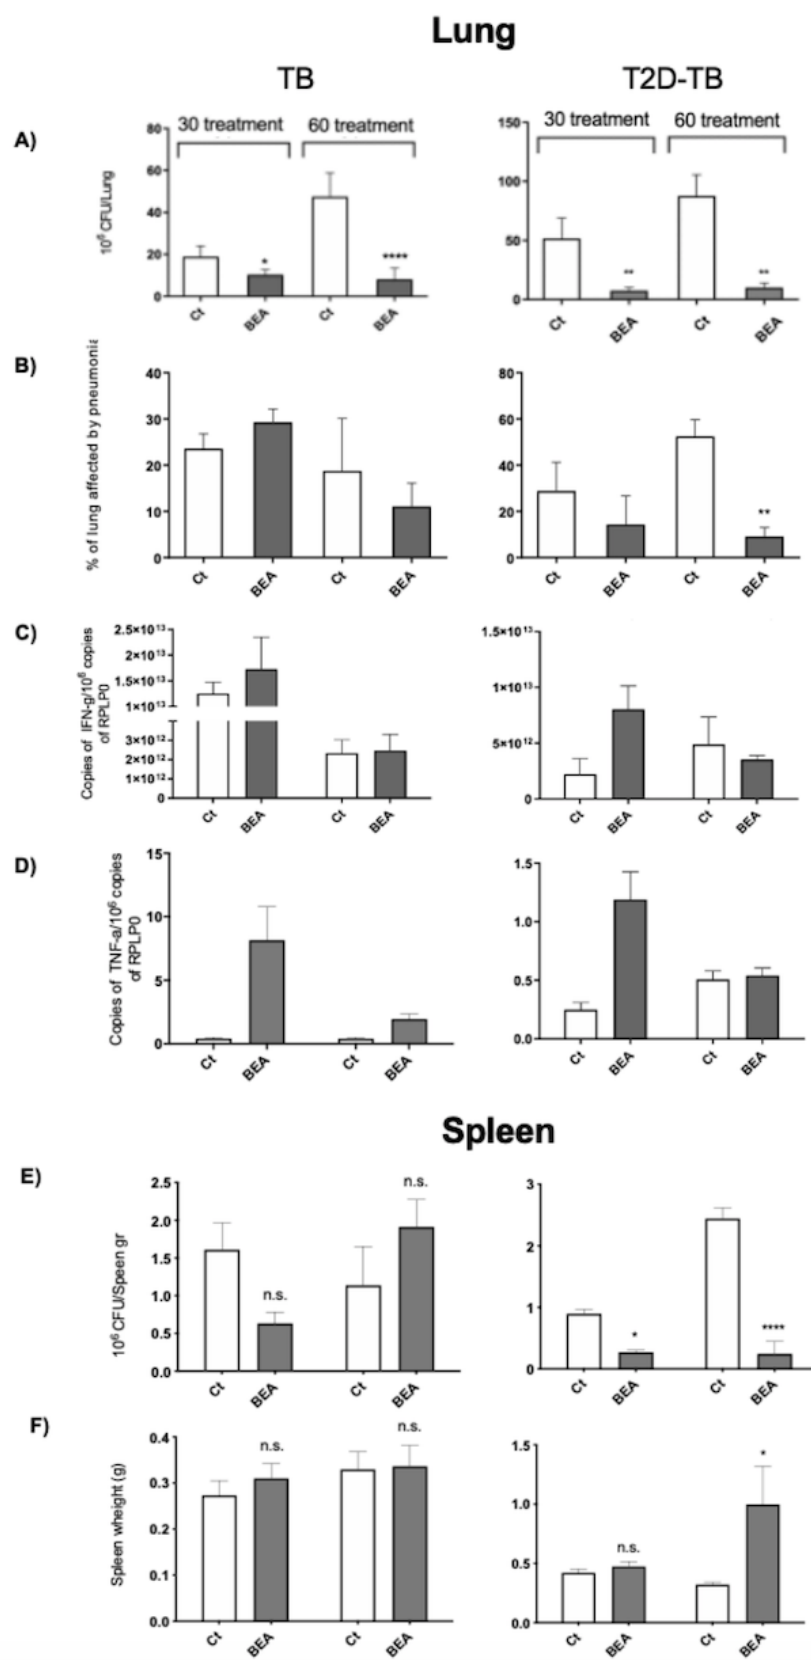 Lung
TB
T2D-TB
A)
30 treatment
60 treatment
30 treatment
60 treatment
10⁶ CFU/Lung
80
60
40
20
0
*
****
Ct
BEA
Ct
BEA
150
100
50
0
**
**
Ct
BEA
Ct
BEA
B)
% of lung affected by pneumonia
40
30
20
10
0
Ct
BEA
Ct
BEA
80
60
40
20
0
**
Ct
BEA
Ct
BEA
C)
Copies of IFN-g/10⁶ copies
of RPLP0
2.5×10¹³
2×10¹³
1.5×10¹³
1×10¹³
3×10¹²
2×10¹²
1×10¹²
0
Ct
BEA
Ct
BEA
1.5×10¹³
1×10¹³
5×10¹²
0
Ct
BEA
Ct
BEA
D)
Copies of TNF-a/10⁶ copies
of RPLP0
15
10
5
0
Ct
BEA
Ct
BEA
1.5
1.0
0.5
0.0
Ct
BEA
Ct
BEA
Spleen
E)
10⁶ CFU/Speen gr
2.5
2.0
1.5
1.0
0.5
0.0
n.s.
n.s.
Ct
BEA
Ct
BEA
3
2
1
0
*
****
Ct
BEA
Ct
BEA
F)
Spleen wheight (g)
0.4
0.3
0.2
0.1
0.0
n.s.
n.s.
Ct
BEA
Ct
BEA
1.5
1.0
0.5
0.0
n.s.
*
Ct
BEA
Ct
BEA